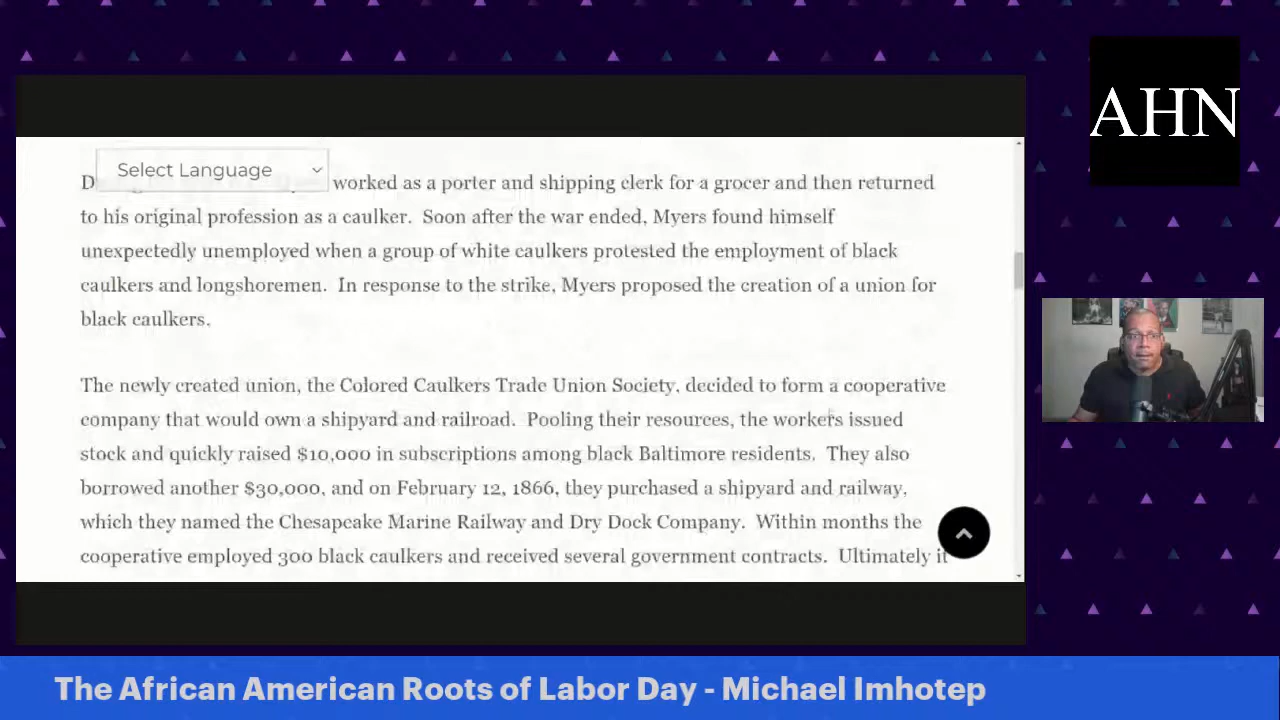 AHN
Select Language
D worked as a porter and shipping clerk for a grocer and then returned
to his original profession as a caulker. Soon after the war ended, Myers found himself
unexpectedly unemployed when a group of white caulkers protested the employment of black
caulkers and longshoremen. In response to the strike, Myers proposed the creation of a union for
black caulkers.
The newly created union, the Colored Caulkers Trade Union Society, decided to form a cooperative
company that would own a shipyard and railroad. Pooling their resources, the workers issued
stock and quickly raised $10,000 in subscriptions among black Baltimore residents. They also
borrowed another $30,000, and on February 12, 1866, they purchased a shipyard and railway,
which they named the Chesapeake Marine Railway and Dry Dock Company. Within months the
cooperative employed 300 black caulkers and received several government contracts. Ultimately it
The African American Roots of Labor Day - Michael Imhotep